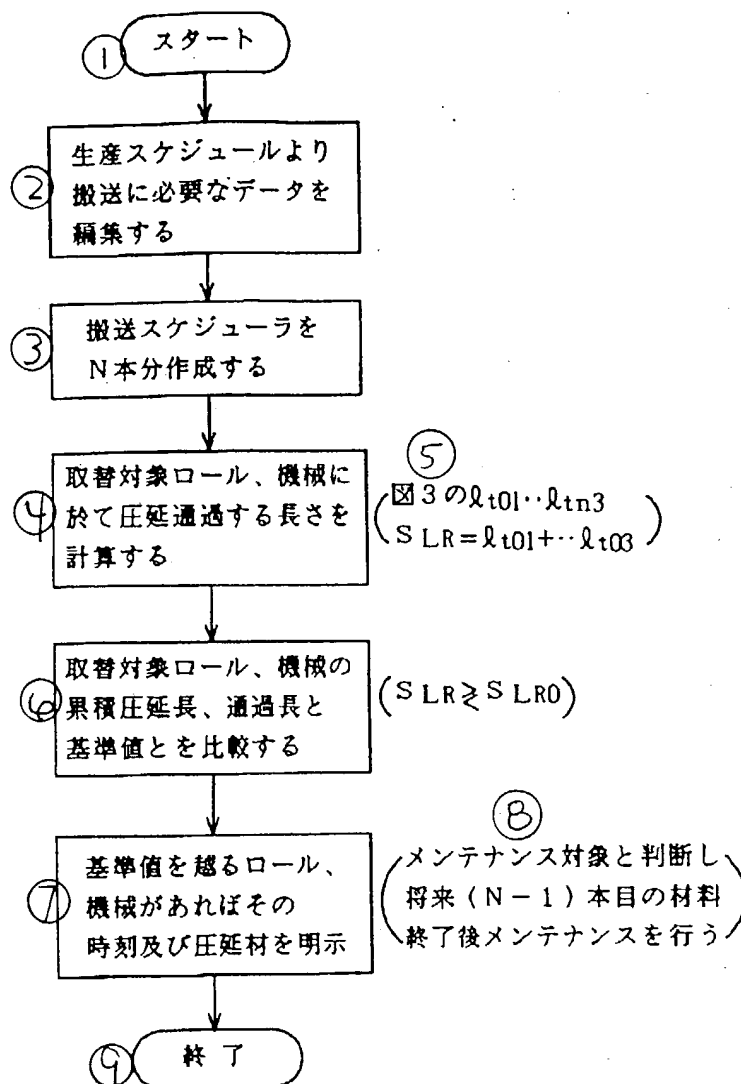 ① スタート
② 生産スケジュールより
搬送に必要なデータを
編集する
③ 搬送スケジューラを
N本分作成する
④ 取替対象ロール、機械に
於て圧延通過する長さを
計算する
⑤
図3のℓt01‥ℓtn3
SLR=ℓt01+‥ℓt03
⑥ 取替対象ロール、機械の
累積圧延長、通過長と
基準値とを比較する
(SLR≷SLR0)
⑦ 基準値を越るロール、
機械があればその
時刻及び圧延材を明示
⑧
メンテナンス対象と判断し
将来(N-1)本目の材料
終了後メンテナンスを行う
⑨ 終了